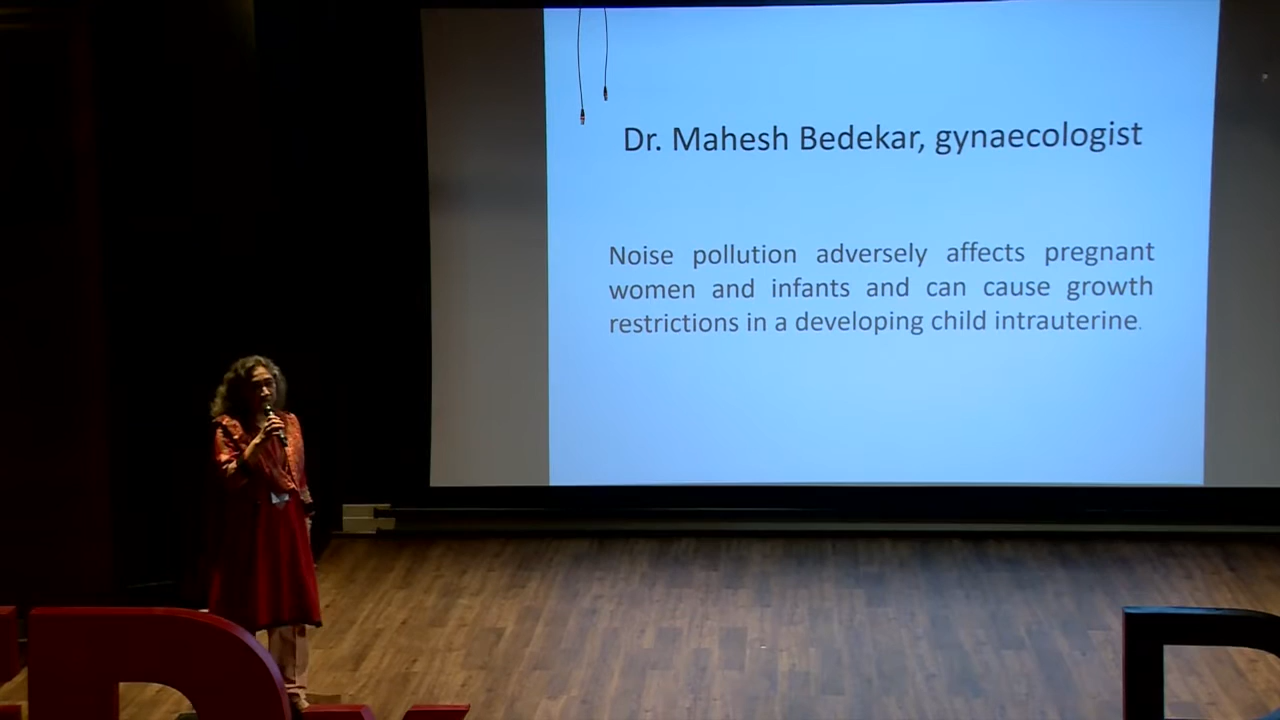 Dr. Mahesh Bedekar, gynaecologist
Noise pollution adversely affects pregnant
women and infants and can cause growth
restrictions in a developing child intrauterine.